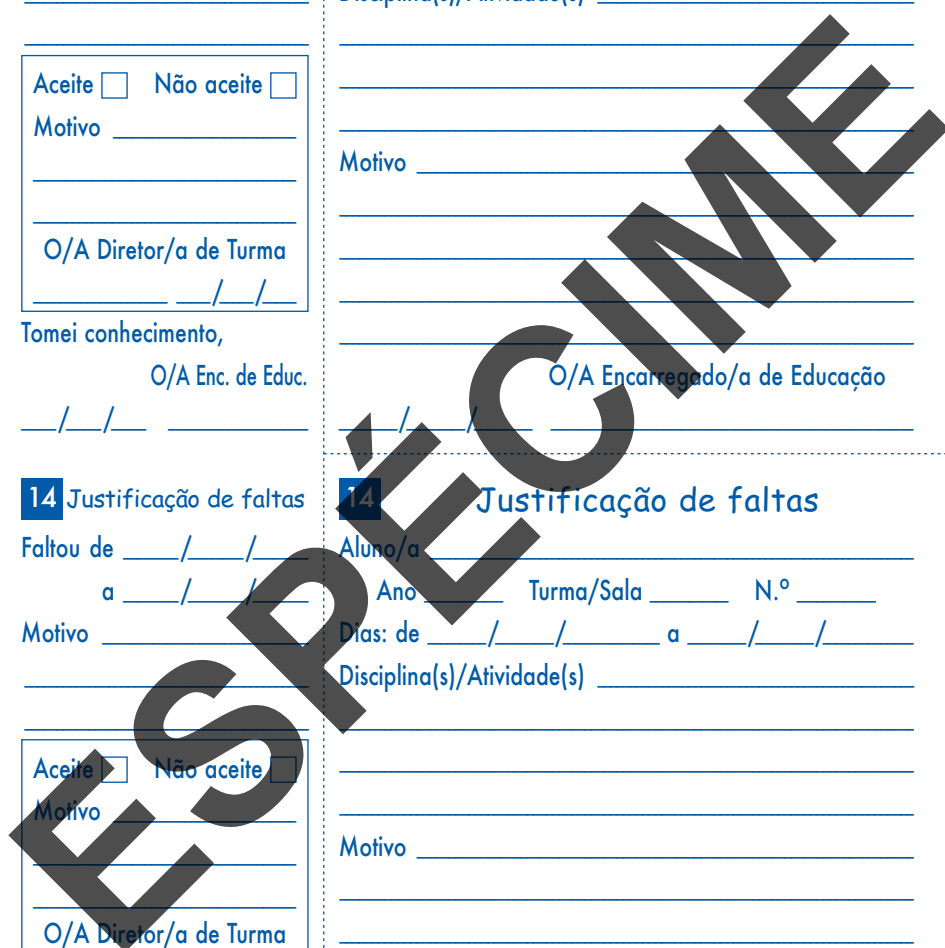 Disciplina(s)/Atividade(s)
Aceite Não aceite
Motivo
O/A Diretor/a de Turma
/ /
Tomei conhecimento,
O/A Enc. de Educ.
/ /
Motivo
O/A Encarregado/a de Educação
/ /
14 Justificação de faltas
Faltou de / /
a / /
Motivo
Aceite Não aceite
Motivo
O/A Diretor/a de Turma
14 Justificação de faltas
Aluno/a
Ano Turma/Sala N.º
Dias: de / / a / /
Disciplina(s)/Atividade(s)
Motivo
ESPÉCIME